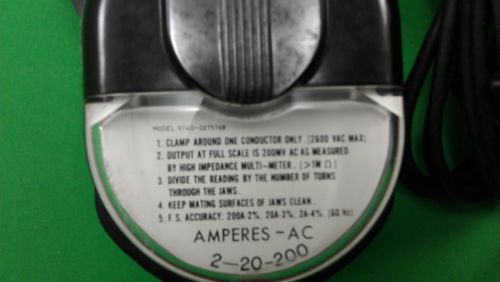 MODEL 9740-0275768
1. CLAMP AROUND ONE CONDUCTOR ONLY. (2600 VAC MAX)
2. OUTPUT AT FULL SCALE IS 200MV AC AS MEASURED
BY HIGH IMPEDANCE MULTI-METER. (>1M Ω)
3. DIVIDE THE READING BY THE NUMBER OF TURNS
THROUGH THE JAWS.
4. KEEP MATING SURFACES OF JAWS CLEAN.
5. F.S. ACCURACY: 200A-2%, 20A-3%, 2A-4%. (60 Hz)
AMPERES-AC
2-20-200